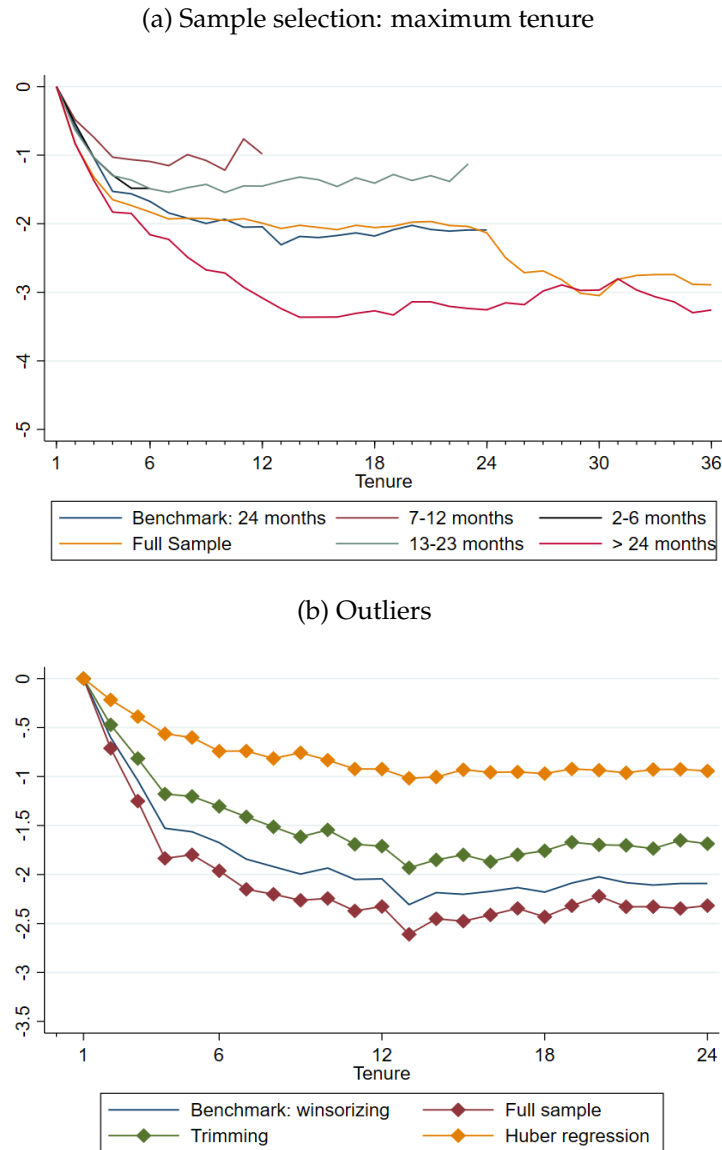 (a) Sample selection: maximum tenure
0
-1
-2
-3
-4
-5
1 6 12 18 24 30 36
Tenure
Benchmark: 24 months 7-12 months 2-6 months
Full Sample 13-23 months > 24 months
(b) Outliers
0
-.5
-1
-1.5
-2
-2.5
-3
-3.5
1 6 12 18 24
Tenure
Benchmark: winsorizing Full sample
Trimming Huber regression